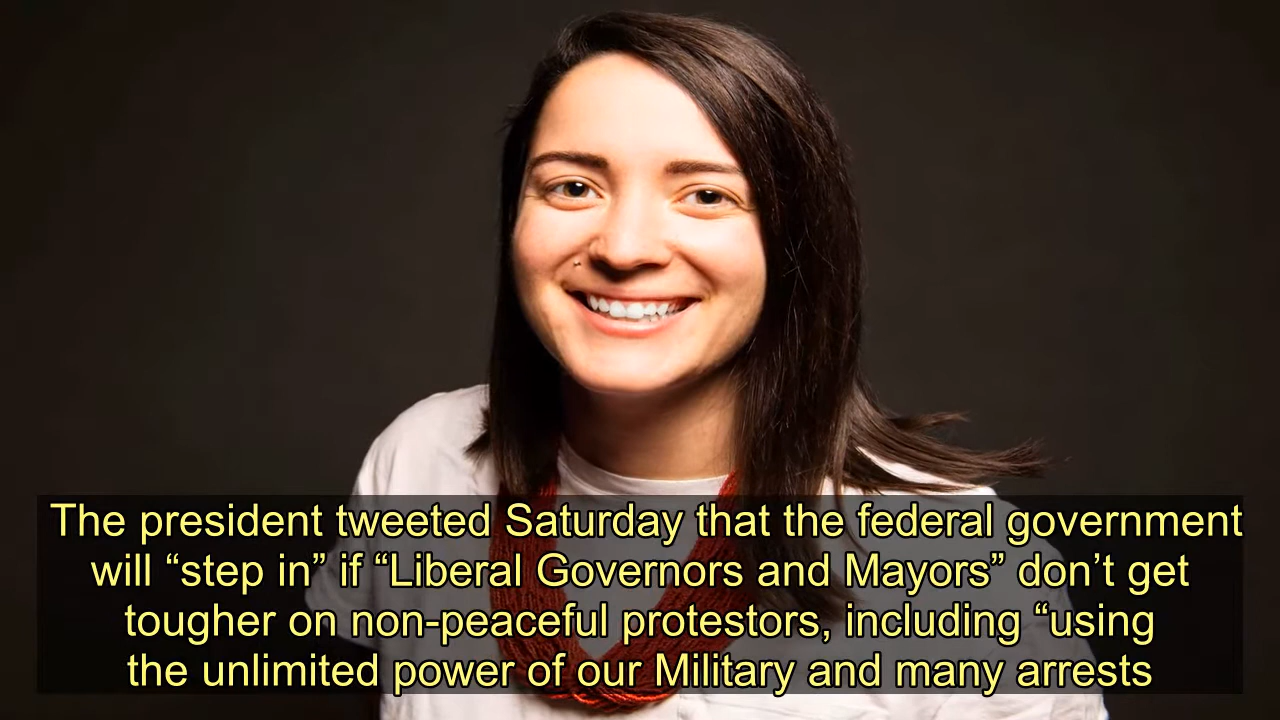 The president tweeted Saturday that the federal government
will “step in” if “Liberal Governors and Mayors” don’t get
tougher on non-peaceful protestors, including “using
the unlimited power of our Military and many arrests